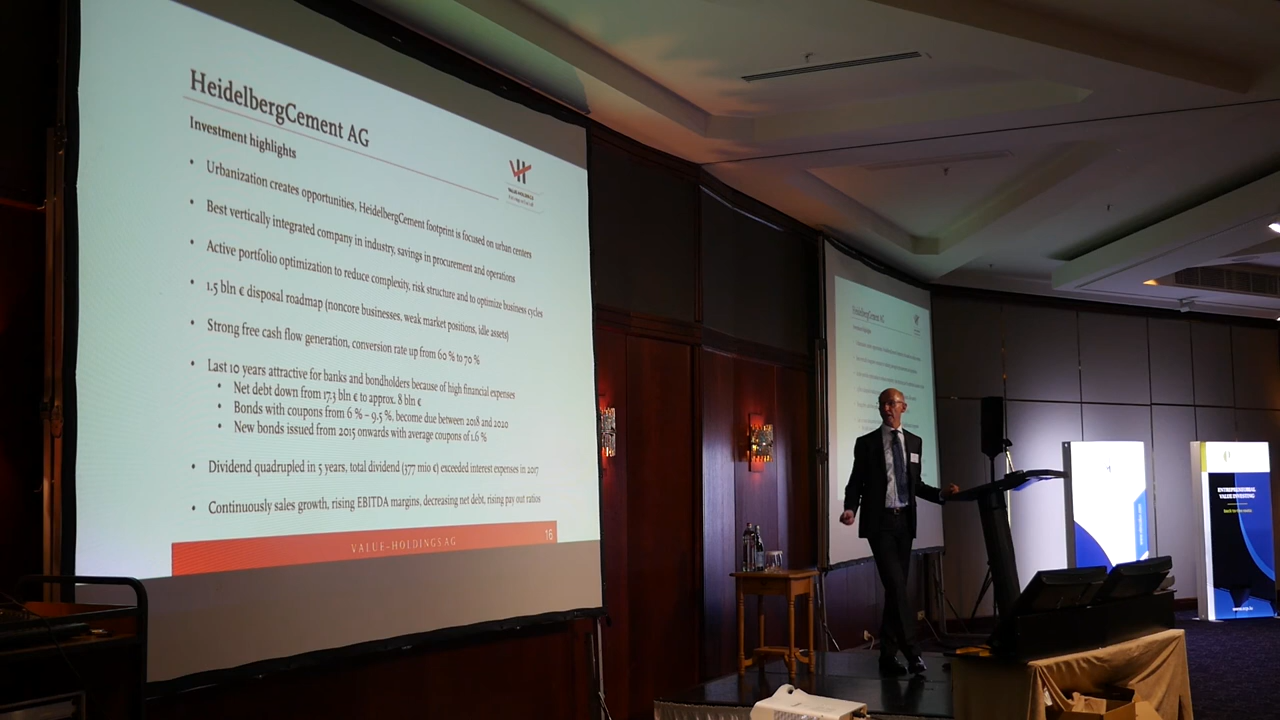 HeidelbergCement AG
Investment highlights
VALUE-HOLDINGS
• Urbanization creates opportunities, HeidelbergCement footprint is focused on urban centers
• Best vertically integrated company in industry, savings in procurement and operations
• Active portfolio optimization to reduce complexity, risk structure and to optimize business cycles
• 1.5 bln € disposal roadmap (noncore businesses, weak market positions, idle assets)
• Strong free cash flow generation, conversion rate up from 60 % to 70 %
• Last 10 years attractive for banks and bondholders because of high financial expenses
• Net debt down from 17.3 bln € to approx. 8 bln €
• Bonds with coupons from 6 % – 9.5 %, become due between 2018 and 2020
• New bonds issued from 2015 onwards with average coupons of 1.6 %
• Dividend quadrupled in 5 years, total dividend (377 mio €) exceeded interest expenses in 2017
• Continuously sales growth, rising EBITDA margins, decreasing net debt, rising pay out ratios
VALUE-HOLDINGS AG
16
HeidelbergCement AG
Investment highlights
ENTREPRENEURIAL
VALUE INVESTING